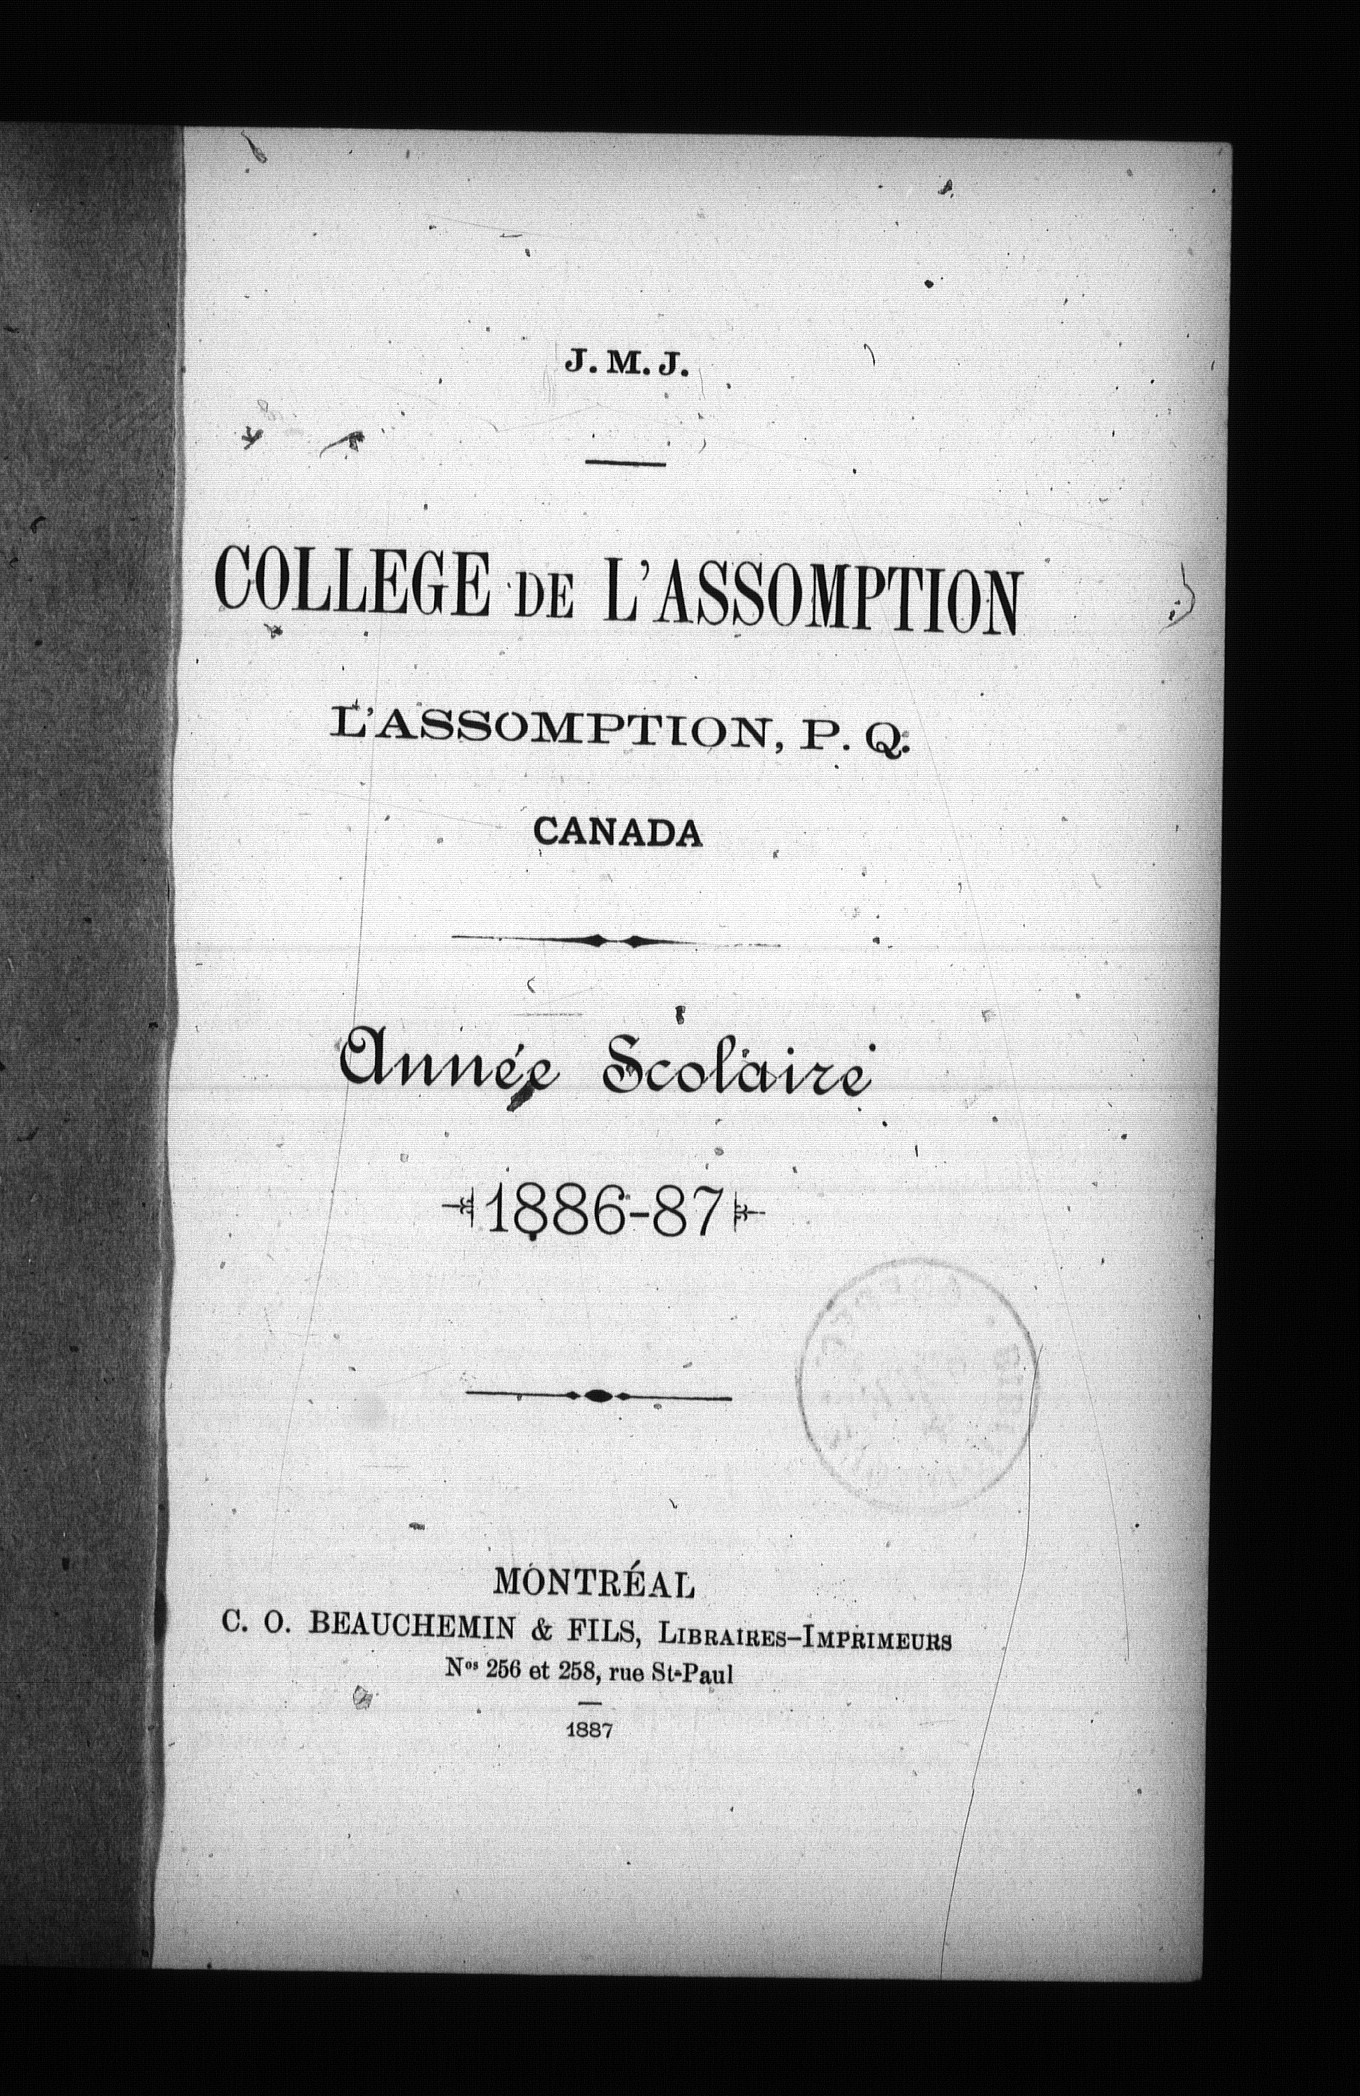 J. M. J.
COLLEGE DE L'ASSOMPTION
L'ASSOMPTION, P. Q.
CANADA
Année Scolaire
1886-87
MONTRÉAL
C. O. BEAUCHEMIN & FILS, LIBRAIRES-IMPRIMEURS
Nos 256 et 258, rue St-Paul
1887